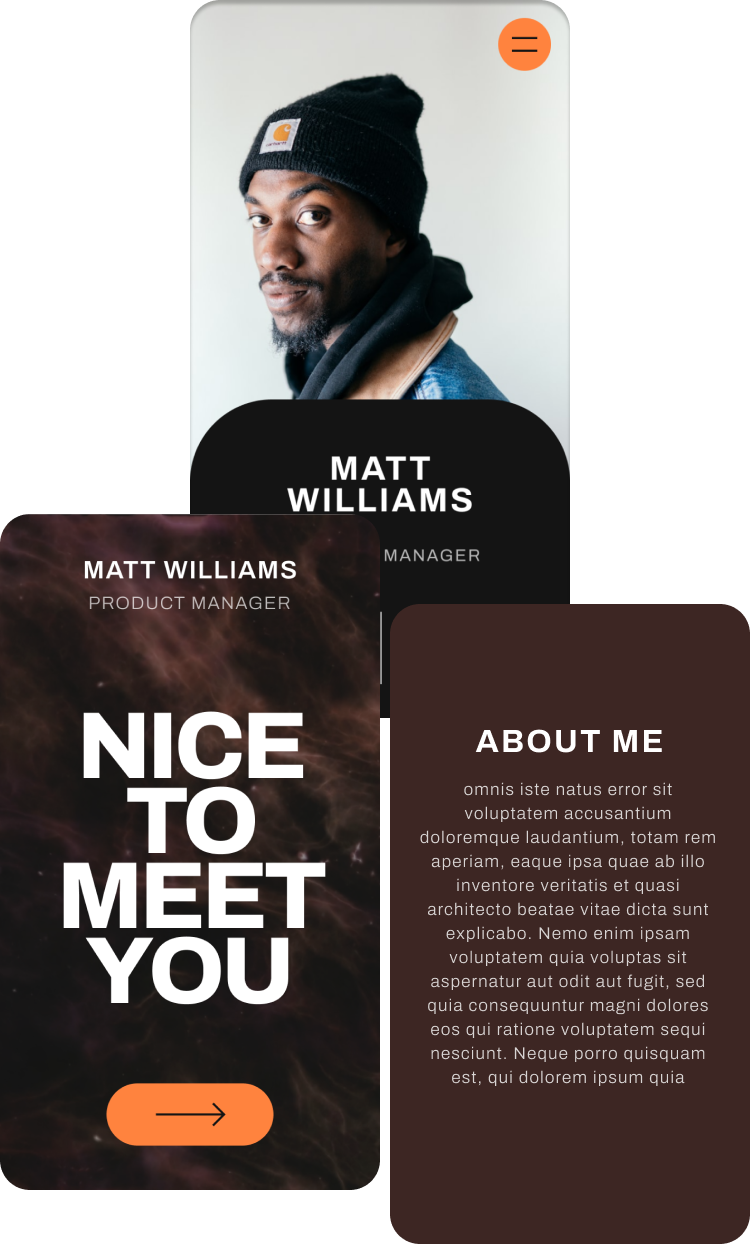 MATT
WILLIAMS
MANAGER
MATT WILLIAMS
PRODUCT MANAGER
NICE
TO
MEET
YOU
ABOUT ME
omnis iste natus error sit
voluptatem accusantium
doloremque laudantium, totam rem
aperiam, eaque ipsa quae ab illo
inventore veritatis et quasi
architecto beatae vitae dicta sunt
explicabo. Nemo enim ipsam
voluptatem quia voluptas sit
aspernatur aut odit aut fugit, sed
quia consequuntur magni dolores
eos qui ratione voluptatem sequi
nesciunt. Neque porro quisquam
est, qui dolorem ipsum quia